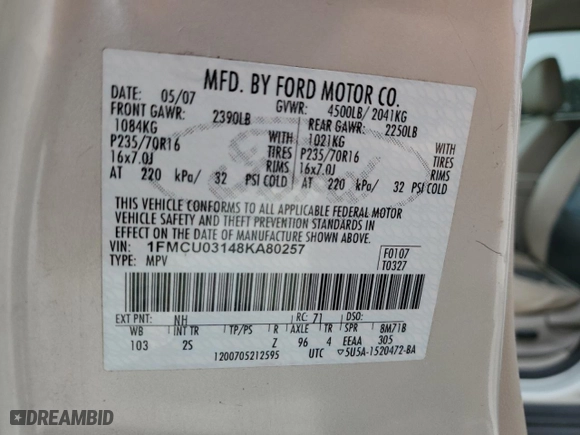 MFD. BY FORD MOTOR CO.
DATE: 05/07 GVWR: 4500LB/ 2041KG
FRONT GAWR: 2390LB REAR GAWR: 2250LB
1084KG WITH 1021KG WITH
P235/70R16 TIRES P235/70R16 TIRES
16x7.0J RIMS 16x7.0J RIMS
AT 220 kPa/ 32 PSI COLD AT 220 kPa/ 32 PSI COLD
THIS VEHICLE CONFORMS TO ALL APPLICABLE FEDERAL MOTOR
VEHICLE SAFETY AND THEFT PREVENTION STANDARDS IN
EFFECT ON THE DATE OF MANUFACTURE SHOWN ABOVE.
VIN: 1FMCU03148KA80257 F0107
TYPE: MPV T0327
EXT PNT: NH RC: 71 DSO:
WB INT TR TP/PS R AXLE TR SPR BM71B
103 2S Z 96 4 EEAA 305
1200705212595 UTC ▽5U5A-1520472-BA
DREAMBID